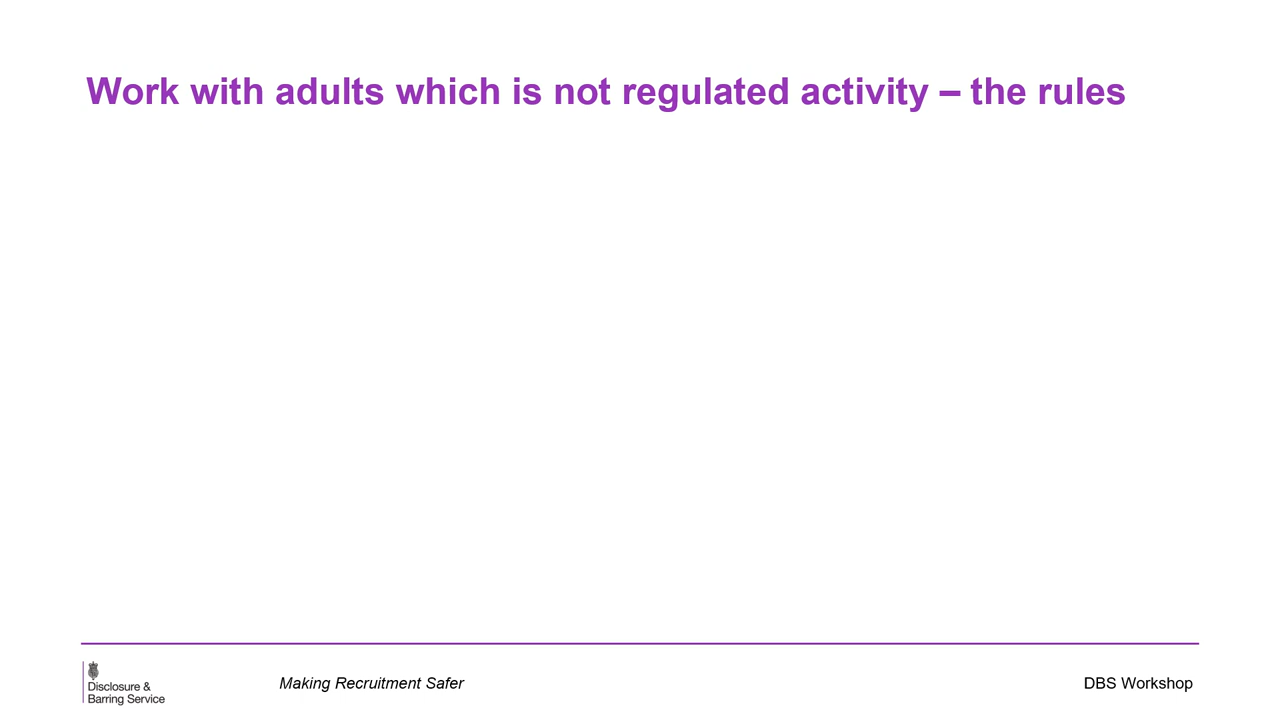 Work with adults which is not regulated activity – the rules
Disclosure &
Barring Service
Making Recruitment Safer
DBS Workshop